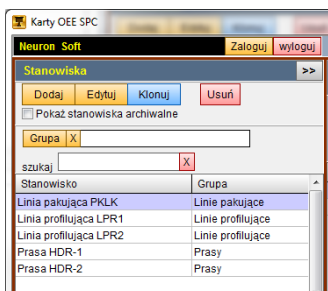 Karty OEE SPC
Neuron Soft Zaloguj wyloguj
Stanowiska >>
Dodaj Edytuj Klonuj Usuń
Pokaż stanowiska archiwalne
Grupa X
szukaj X
Stanowisko Grupa
Linia pakująca PKLK Linie pakujące
Linia profilująca LPR1 Linie profilujące
Linia profilująca LPR2 Linie profilujące
Prasa HDR-1 Prasy
Prasa HDR-2 Prasy